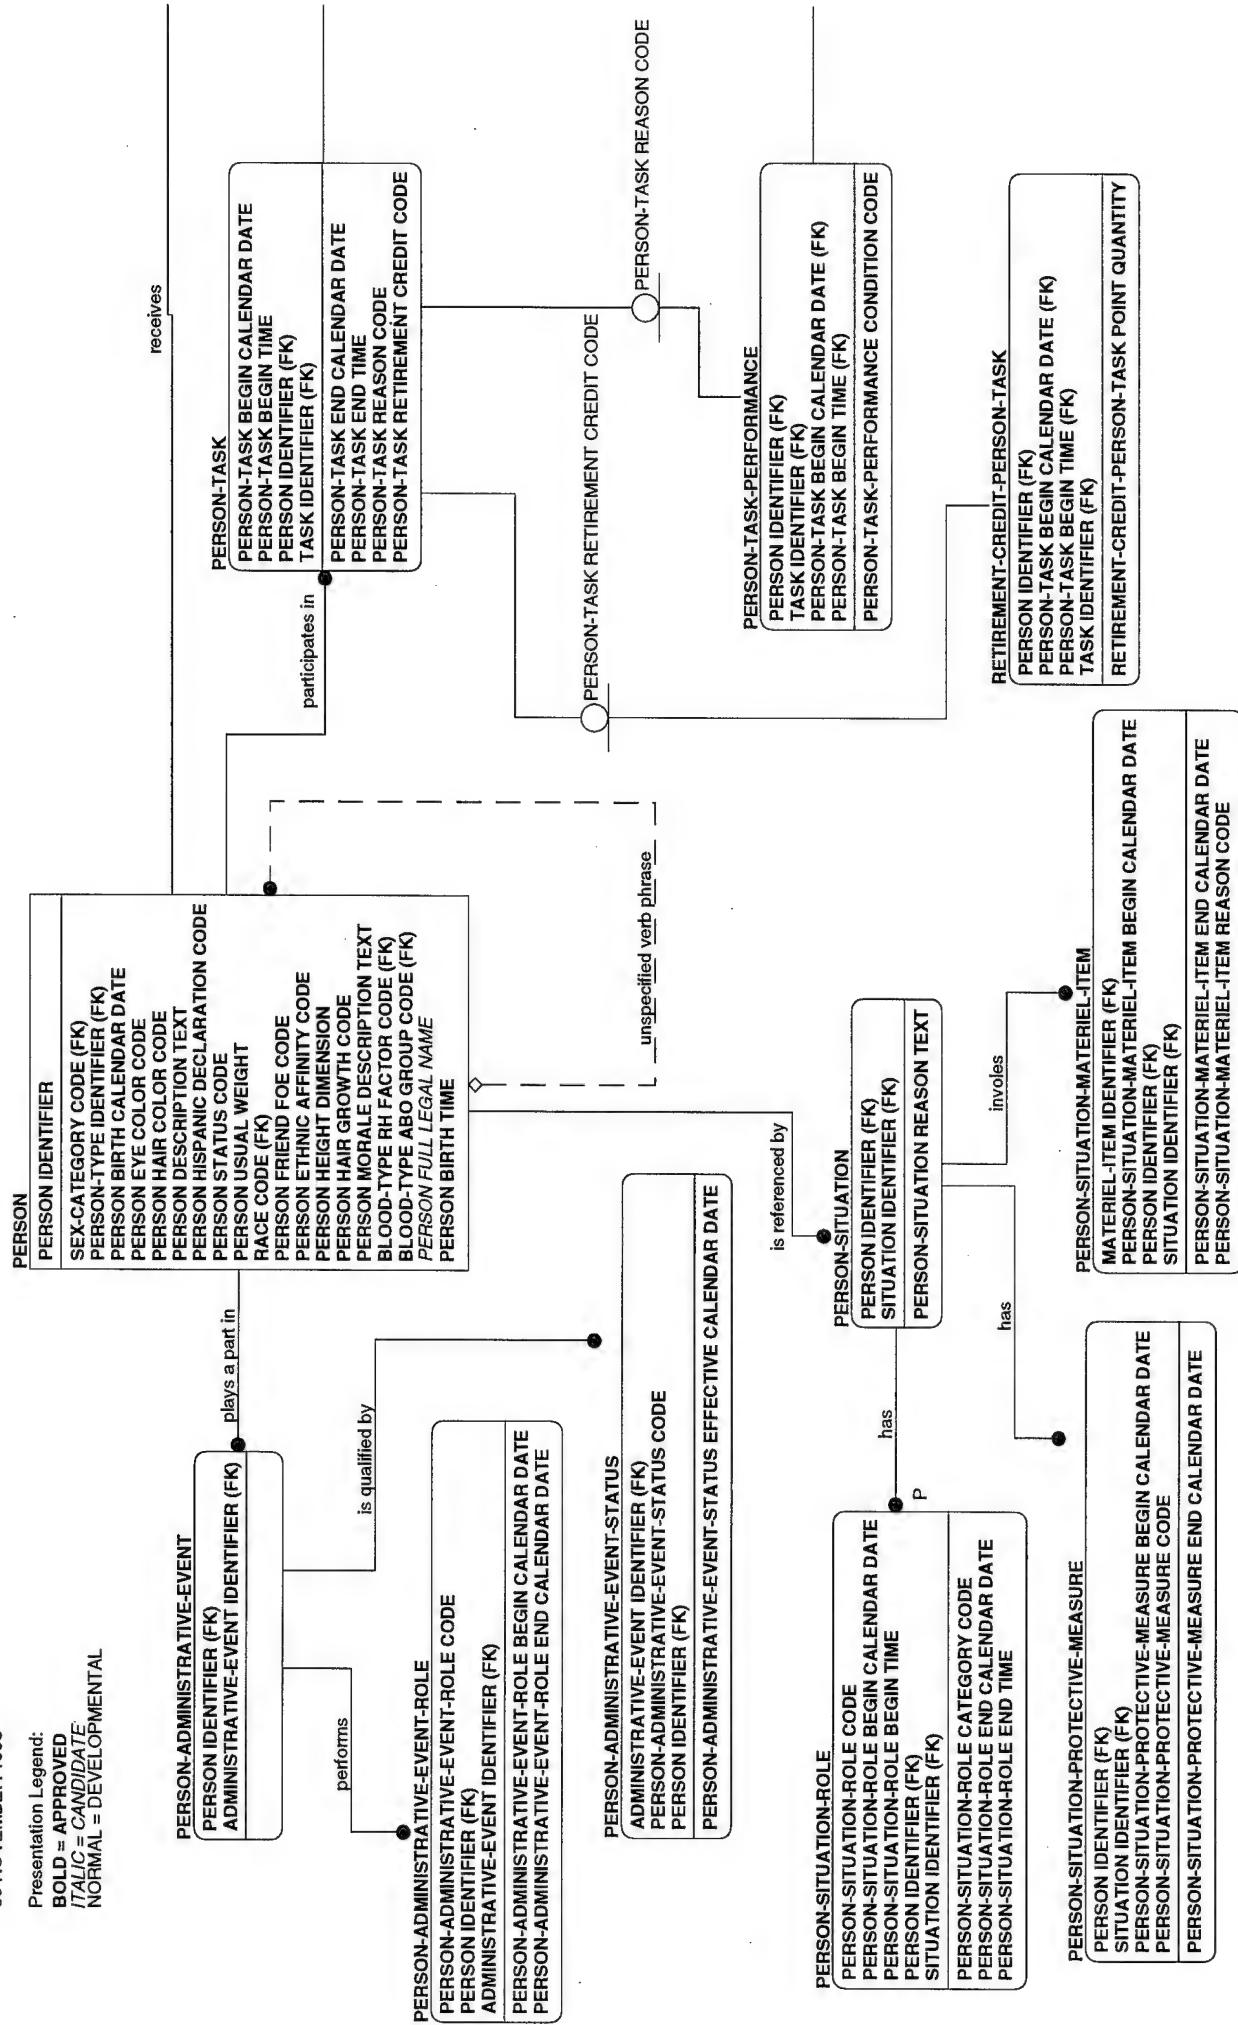 Presentation Legend:
BOLD = APPROVED
ITALIC = CANDIDATE
NORMAL = DEVELOPMENTAL
PERSON
PERSON IDENTIFIER
SEX-CATEGORY CODE (FK)
PERSON-TYPE IDENTIFIER (FK)
PERSON BIRTH CALENDAR DATE
PERSON EYE COLOR CODE
PERSON HAIR COLOR CODE
PERSON DESCRIPTION TEXT
PERSON HISPANIC DECLARATION CODE
PERSON STATUS CODE
PERSON USUAL WEIGHT
RACE CODE (FK)
PERSON FRIEND FOE CODE
PERSON ETHNIC AFFINITY CODE
PERSON HEIGHT DIMENSION
PERSON HAIR GROWTH CODE
PERSON MORALE DESCRIPTION TEXT
BLOOD-TYPE RH FACTOR CODE (FK)
BLOOD-TYPE ABO GROUP CODE (FK)
PERSON FULL LEGAL NAME
PERSON BIRTH TIME
receives
participates in
plays a part in
unspecified verb phrase
is referenced by
PERSON-TASK
PERSON-TASK BEGIN CALENDAR DATE
PERSON-TASK BEGIN TIME
PERSON IDENTIFIER (FK)
TASK IDENTIFIER (FK)
PERSON-TASK END CALENDAR DATE
PERSON-TASK END TIME
PERSON-TASK REASON CODE
PERSON-TASK RETIREMENT CREDIT CODE
PERSON-TASK RETIREMENT CREDIT CODE
PERSON-TASK REASON CODE
PERSON-ADMINISTRATIVE-EVENT
PERSON IDENTIFIER (FK)
ADMINISTRATIVE-EVENT IDENTIFIER (FK)
performs
is qualified by
PERSON-ADMINISTRATIVE-EVENT-ROLE
PERSON-ADMINISTRATIVE-EVENT-ROLE CODE
PERSON IDENTIFIER (FK)
ADMINISTRATIVE-EVENT IDENTIFIER (FK)
PERSON-ADMINISTRATIVE-EVENT-ROLE BEGIN CALENDAR DATE
PERSON-ADMINISTRATIVE-EVENT-ROLE END CALENDAR DATE
PERSON-ADMINISTRATIVE-EVENT-STATUS
ADMINISTRATIVE-EVENT IDENTIFIER (FK)
PERSON-ADMINISTRATIVE-EVENT-STATUS CODE
PERSON IDENTIFIER (FK)
PERSON-ADMINISTRATIVE-EVENT-STATUS EFFECTIVE CALENDAR DATE
PERSON-TASK-PERFORMANCE
PERSON IDENTIFIER (FK)
TASK IDENTIFIER (FK)
PERSON-TASK BEGIN CALENDAR DATE (FK)
PERSON-TASK BEGIN TIME (FK)
PERSON-TASK-PERFORMANCE CONDITION CODE
PERSON-SITUATION
PERSON IDENTIFIER (FK)
SITUATION IDENTIFIER (FK)
PERSON-SITUATION REASON TEXT
has
P
has
involes
PERSON-SITUATION-ROLE
PERSON-SITUATION-ROLE CODE
PERSON-SITUATION-ROLE BEGIN CALENDAR DATE
PERSON-SITUATION-ROLE BEGIN TIME
PERSON IDENTIFIER (FK)
SITUATION IDENTIFIER (FK)
PERSON-SITUATION-ROLE CATEGORY CODE
PERSON-SITUATION-ROLE END CALENDAR DATE
PERSON-SITUATION-ROLE END TIME
RETIREMENT-CREDIT-PERSON-TASK
PERSON IDENTIFIER (FK)
PERSON-TASK BEGIN CALENDAR DATE (FK)
PERSON-TASK BEGIN TIME (FK)
TASK IDENTIFIER (FK)
RETIREMENT-CREDIT-PERSON-TASK POINT QUANTITY
PERSON-SITUATION-PROTECTIVE-MEASURE
PERSON IDENTIFIER (FK)
SITUATION IDENTIFIER (FK)
PERSON-SITUATION-PROTECTIVE-MEASURE BEGIN CALENDAR DATE
PERSON-SITUATION-PROTECTIVE-MEASURE CODE
PERSON-SITUATION-PROTECTIVE-MEASURE END CALENDAR DATE
PERSON-SITUATION-MATERIEL-ITEM
MATERIEL-ITEM IDENTIFIER (FK)
PERSON-SITUATION-MATERIEL-ITEM BEGIN CALENDAR DATE
PERSON IDENTIFIER (FK)
SITUATION IDENTIFIER (FK)
PERSON-SITUATION-MATERIEL-ITEM END CALENDAR DATE
PERSON-SITUATION-MATERIEL-ITEM REASON CODE